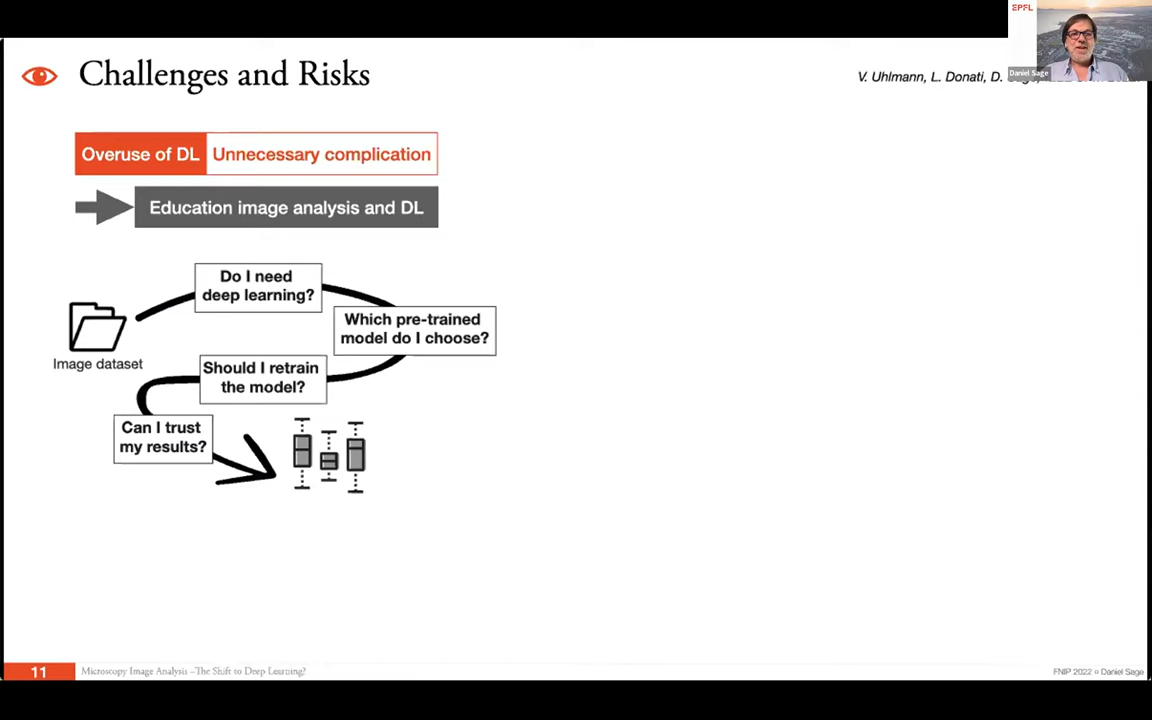 EPFL
Daniel Sage
Challenges and Risks
V. Uhlmann, L. Donati, D.
Overuse of DL Unnecessary complication
Education image analysis and DL
Do I need
deep learning?
Which pre-trained
model do I choose?
Image dataset
Should I retrain
the model?
Can I trust
my results?
11 Microscopy Image Analysis –The Shift to Deep Learning? FNIP 2022 ○ Daniel Sage